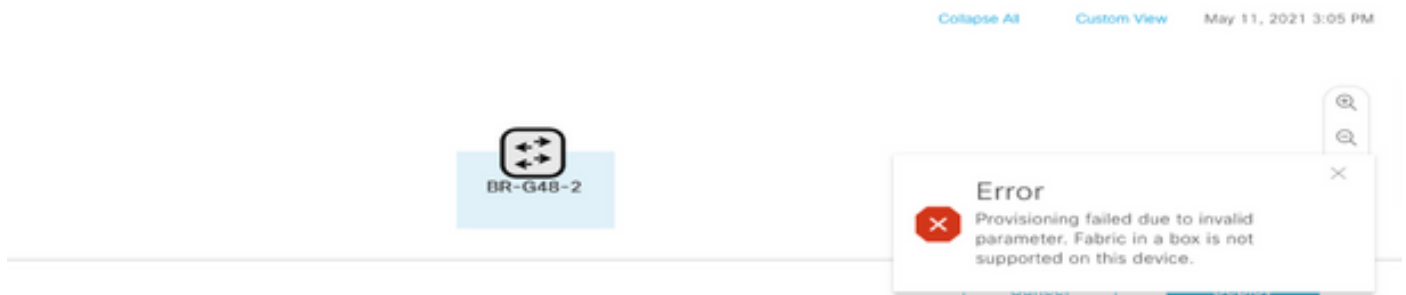 Collapse All Custom View May 11, 2021 3:05 PM
BR-G48-2
Error
Provisioning failed due to invalid
parameter. Fabric in a box is not
supported on this device.